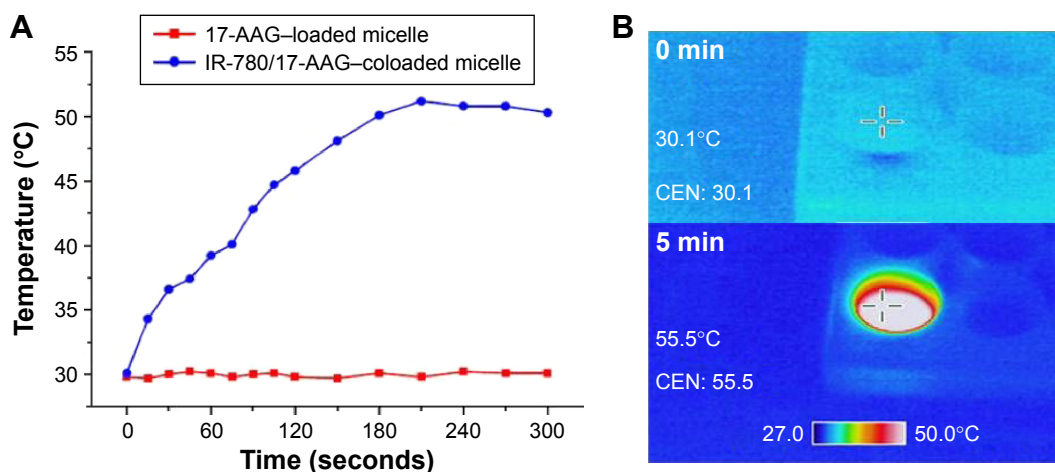 A
17-AAG–loaded micelle
IR-780/17-AAG–coloaded micelle
55
50
45
40
35
30
Temperature (°C)
0 60 120 180 240 300
Time (seconds)
B
0 min
30.1°C
CEN: 30.1
5 min
55.5°C
CEN: 55.5
27.0 50.0°C